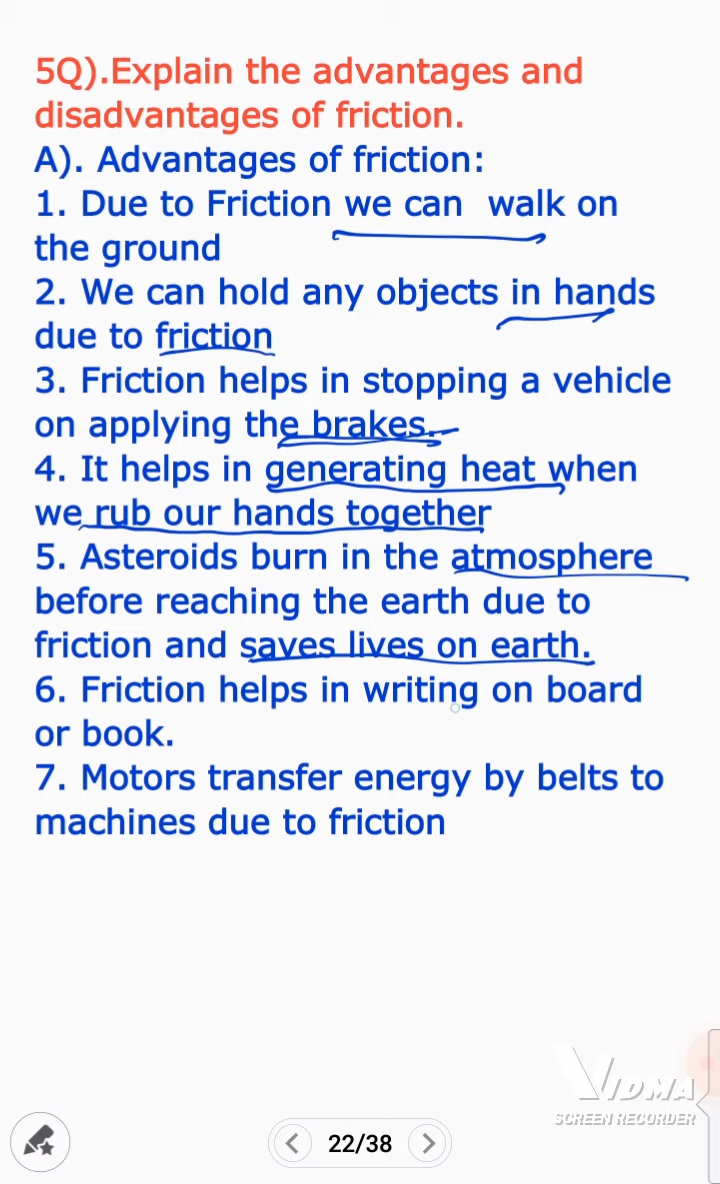 5Q).Explain the advantages and
disadvantages of friction.
A). Advantages of friction:
1. Due to Friction we can walk on
the ground
2. We can hold any objects in hands
due to friction
3. Friction helps in stopping a vehicle
on applying the brakes.
4. It helps in generating heat when
we rub our hands together
5. Asteroids burn in the atmosphere
before reaching the earth due to
friction and saves lives on earth.
6. Friction helps in writing on board
or book.
7. Motors transfer energy by belts to
machines due to friction
VIDMA
SCREEN RECORDER
22/38